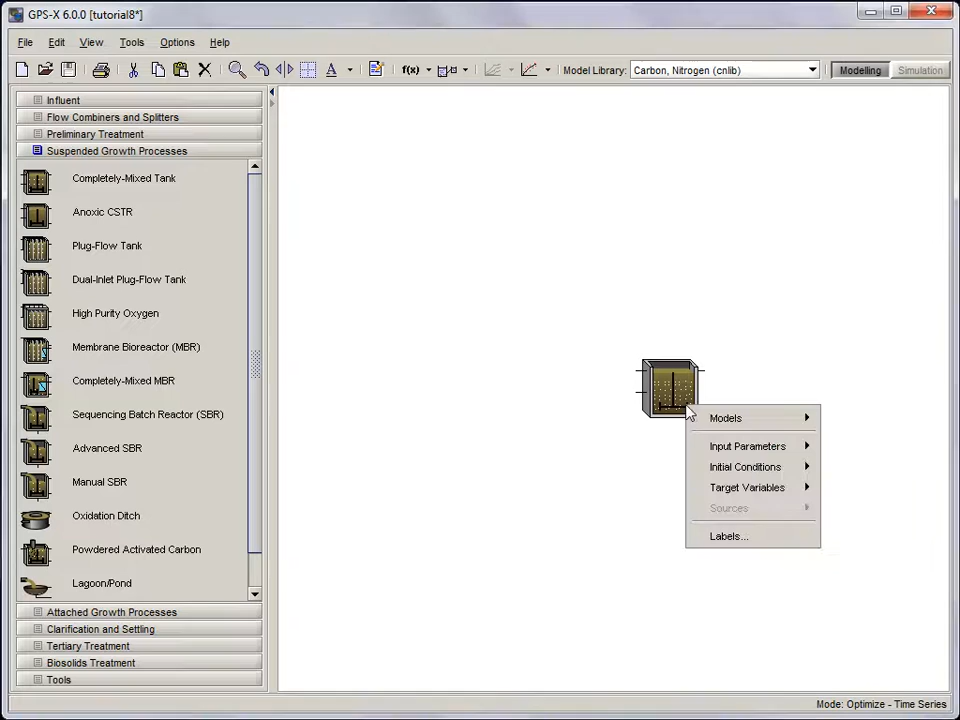 GPS-X 6.0.0 [tutorial8*]
File Edit View Tools Options Help
A f(x) Model Library: Carbon, Nitrogen (cnlib) Modelling Simulation
Influent
Flow Combiners and Splitters
Preliminary Treatment
Suspended Growth Processes
Completely-Mixed Tank
Anoxic CSTR
Plug-Flow Tank
Dual-Inlet Plug-Flow Tank
High Purity Oxygen
Membrane Bioreactor (MBR)
Completely-Mixed MBR
Sequencing Batch Reactor (SBR)
Advanced SBR
Manual SBR
Oxidation Ditch
Powdered Activated Carbon
Lagoon/Pond
Attached Growth Processes
Clarification and Settling
Tertiary Treatment
Biosolids Treatment
Tools
Models
Input Parameters
Initial Conditions
Target Variables
Sources
Labels...
Mode: Optimize - Time Series